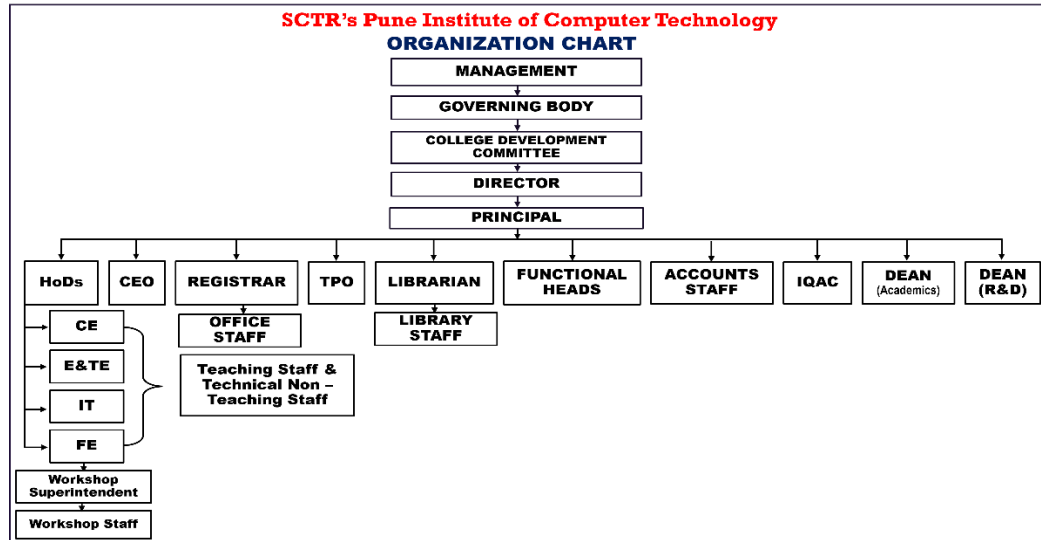 SCTR's Pune Institute of Computer Technology
ORGANIZATION CHART
MANAGEMENT
GOVERNING BODY
COLLEGE DEVELOPMENT
COMMITTEE
DIRECTOR
PRINCIPAL
HoDs
CEO
REGISTRAR
TPO
LIBRARIAN
FUNCTIONAL
HEADS
ACCOUNTS
STAFF
IQAC
DEAN
(Academics)
DEAN
(R&D)
OFFICE
STAFF
LIBRARY
STAFF
CE
E&TE
IT
FE
Teaching Staff &
Technical Non –
Teaching Staff
Workshop
Superintendent
Workshop Staff